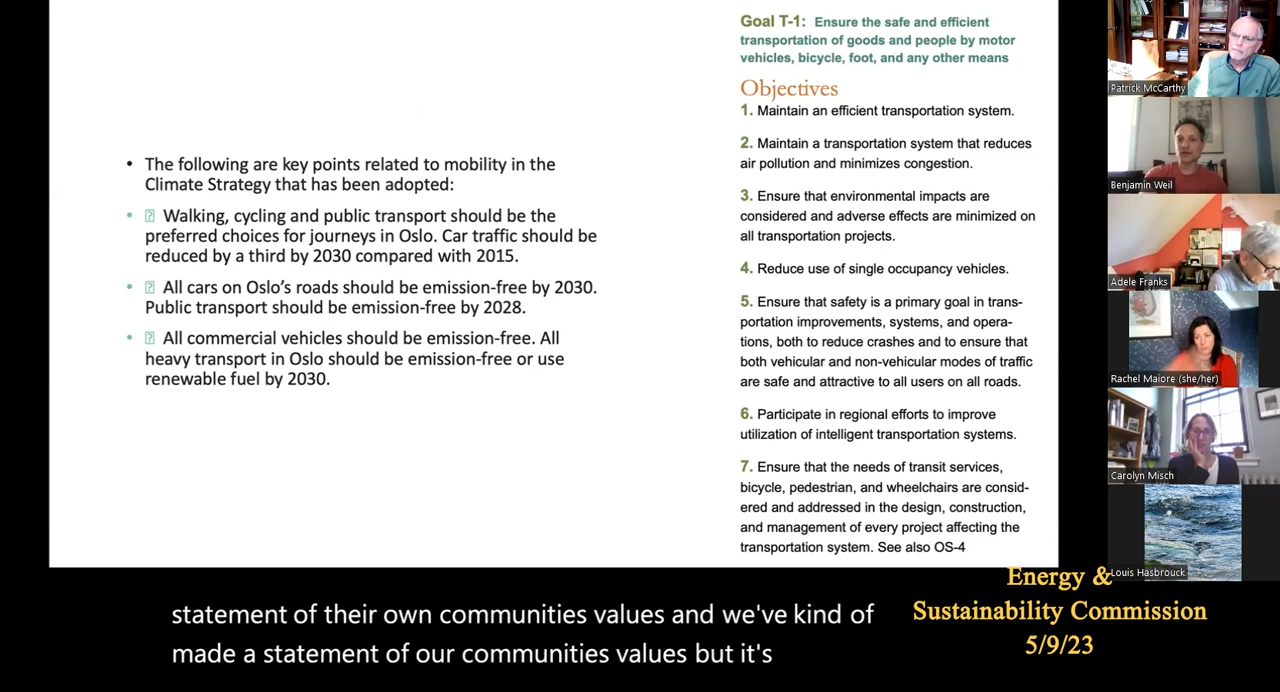 • The following are key points related to mobility in the
Climate Strategy that has been adopted:
• Walking, cycling and public transport should be the
preferred choices for journeys in Oslo. Car traffic should be
reduced by a third by 2030 compared with 2015.
• All cars on Oslo’s roads should be emission-free by 2030.
Public transport should be emission-free by 2028.
• All commercial vehicles should be emission-free. All
heavy transport in Oslo should be emission-free or use
renewable fuel by 2030.
Goal T-1: Ensure the safe and efficient
transportation of goods and people by motor
vehicles, bicycle, foot, and any other means
Objectives
1. Maintain an efficient transportation system.
2. Maintain a transportation system that reduces
air pollution and minimizes congestion.
3. Ensure that environmental impacts are
considered and adverse effects are minimized on
all transportation projects.
4. Reduce use of single occupancy vehicles.
5. Ensure that safety is a primary goal in trans-
portation improvements, systems, and opera-
tions, both to reduce crashes and to ensure that
both vehicular and non-vehicular modes of traffic
are safe and attractive to all users on all roads.
6. Participate in regional efforts to improve
utilization of intelligent transportation systems.
7. Ensure that the needs of transit services,
bicycle, pedestrian, and wheelchairs are consid-
ered and addressed in the design, construction,
and management of every project affecting the
transportation system. See also OS-4
Patrick McCarthy
Benjamin Weil
Adele Franks
Rachel Maiore (she/her)
Carolyn Misch
Louis Hasbrouck
Energy &
Sustainability Commission
5/9/23
statement of their own communities values and we've kind of
made a statement of our communities values but it's